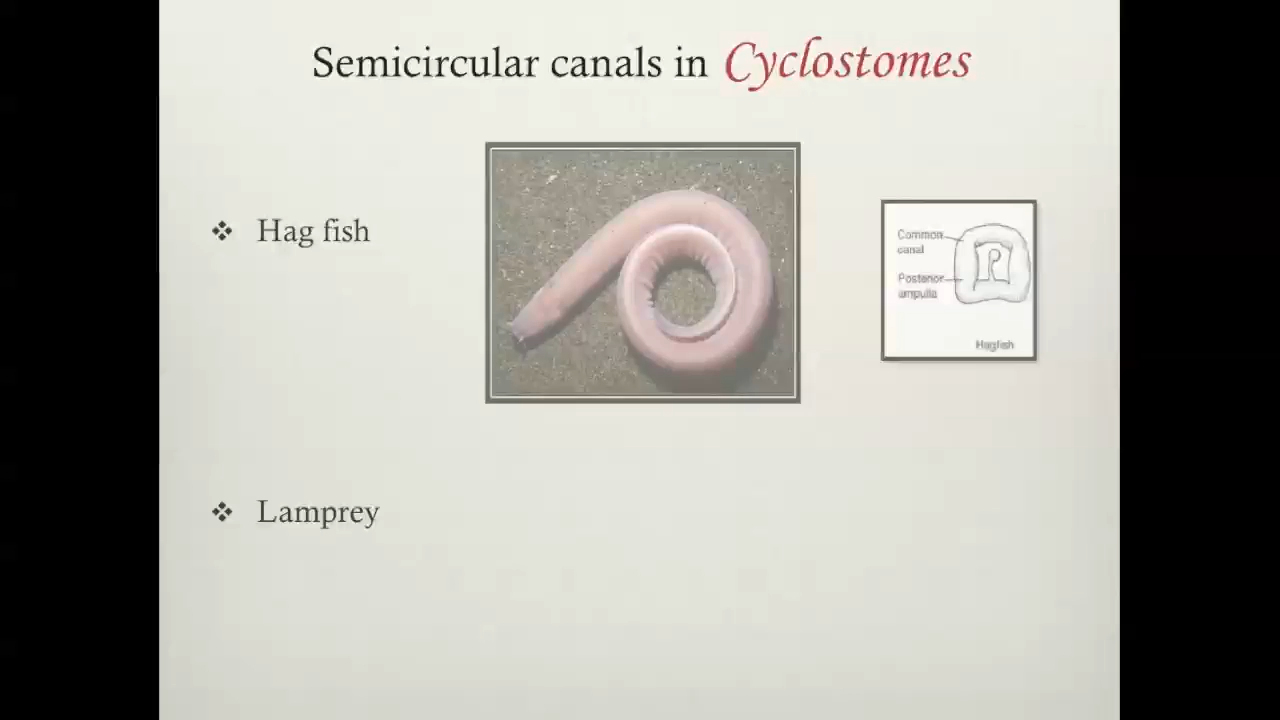 Semicircular canals in Cyclostomes
❖ Hag fish
Common
canal
Posterior
ampulla
Hagfish
❖ Lamprey